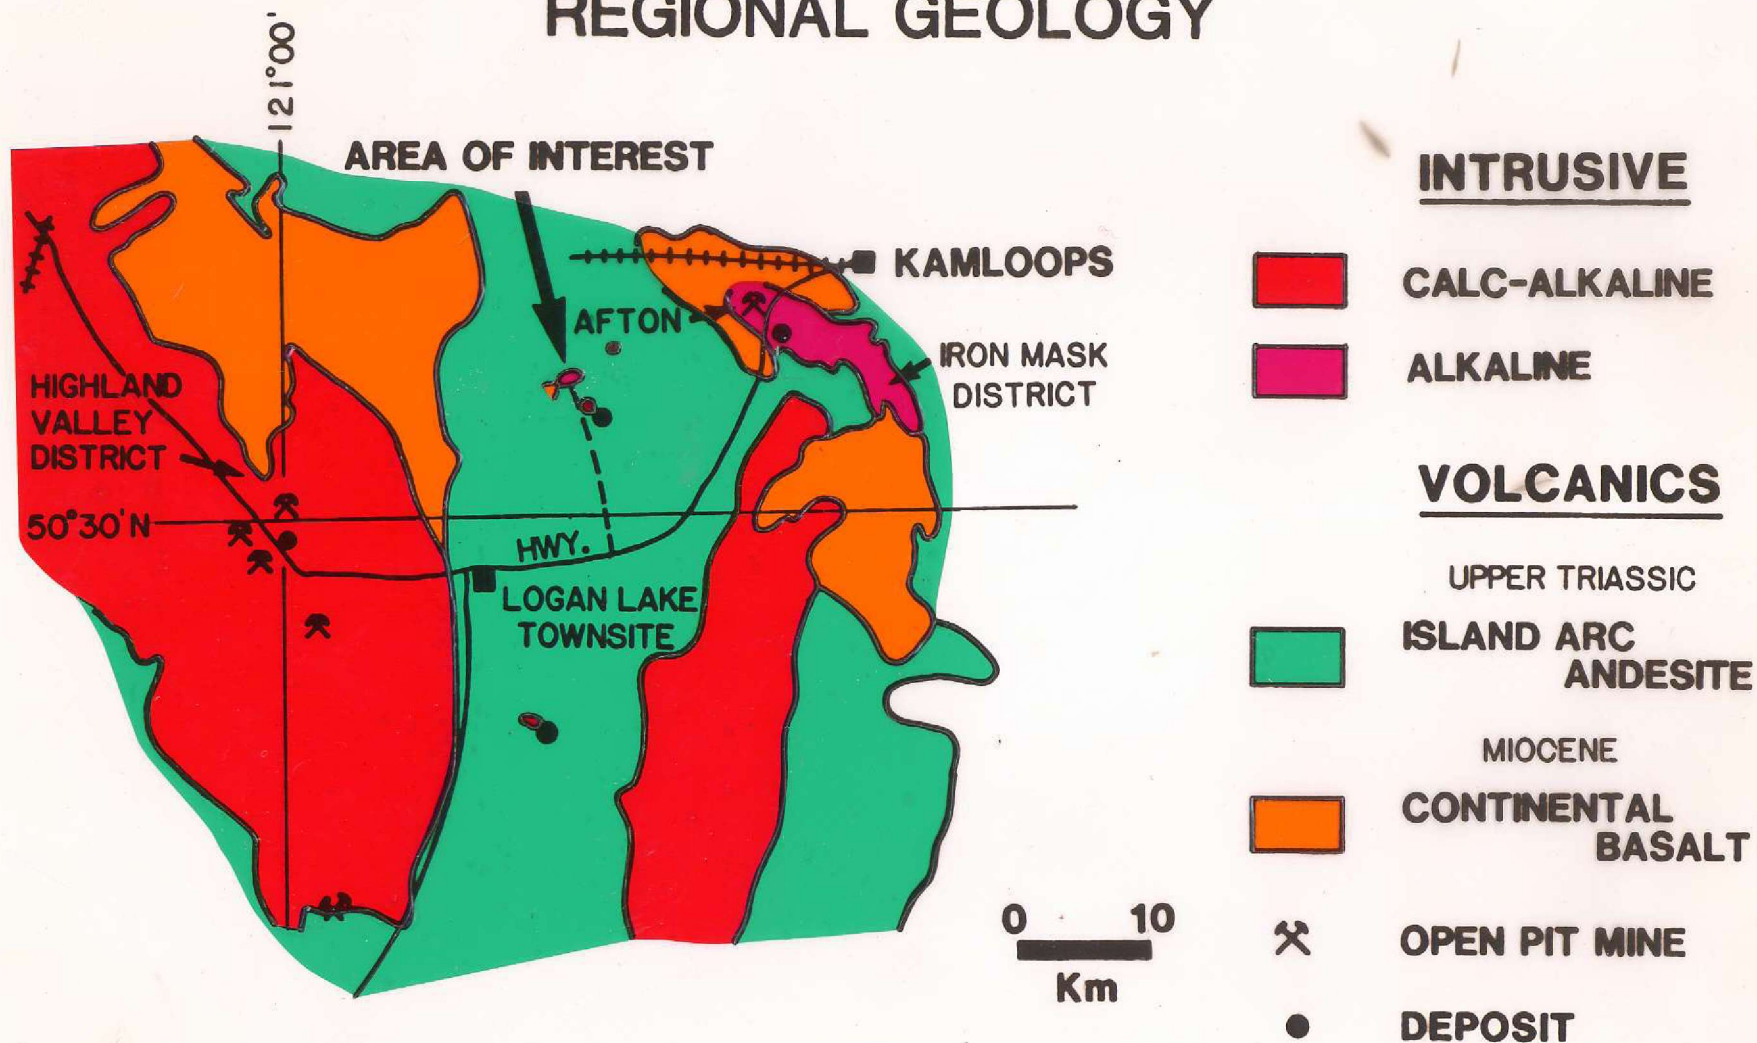 REGIONAL GEOLOGY
121°00'
AREA OF INTEREST
KAMLOOPS
AFTON
IRON MASK
DISTRICT
HIGHLAND
VALLEY
DISTRICT
50°30'N
HWY.
LOGAN LAKE
TOWNSITE
0 10
Km
INTRUSIVE
CALC-ALKALINE
ALKALINE
VOLCANICS
UPPER TRIASSIC
ISLAND ARC
ANDESITE
MIOCENE
CONTINENTAL
BASALT
OPEN PIT MINE
DEPOSIT